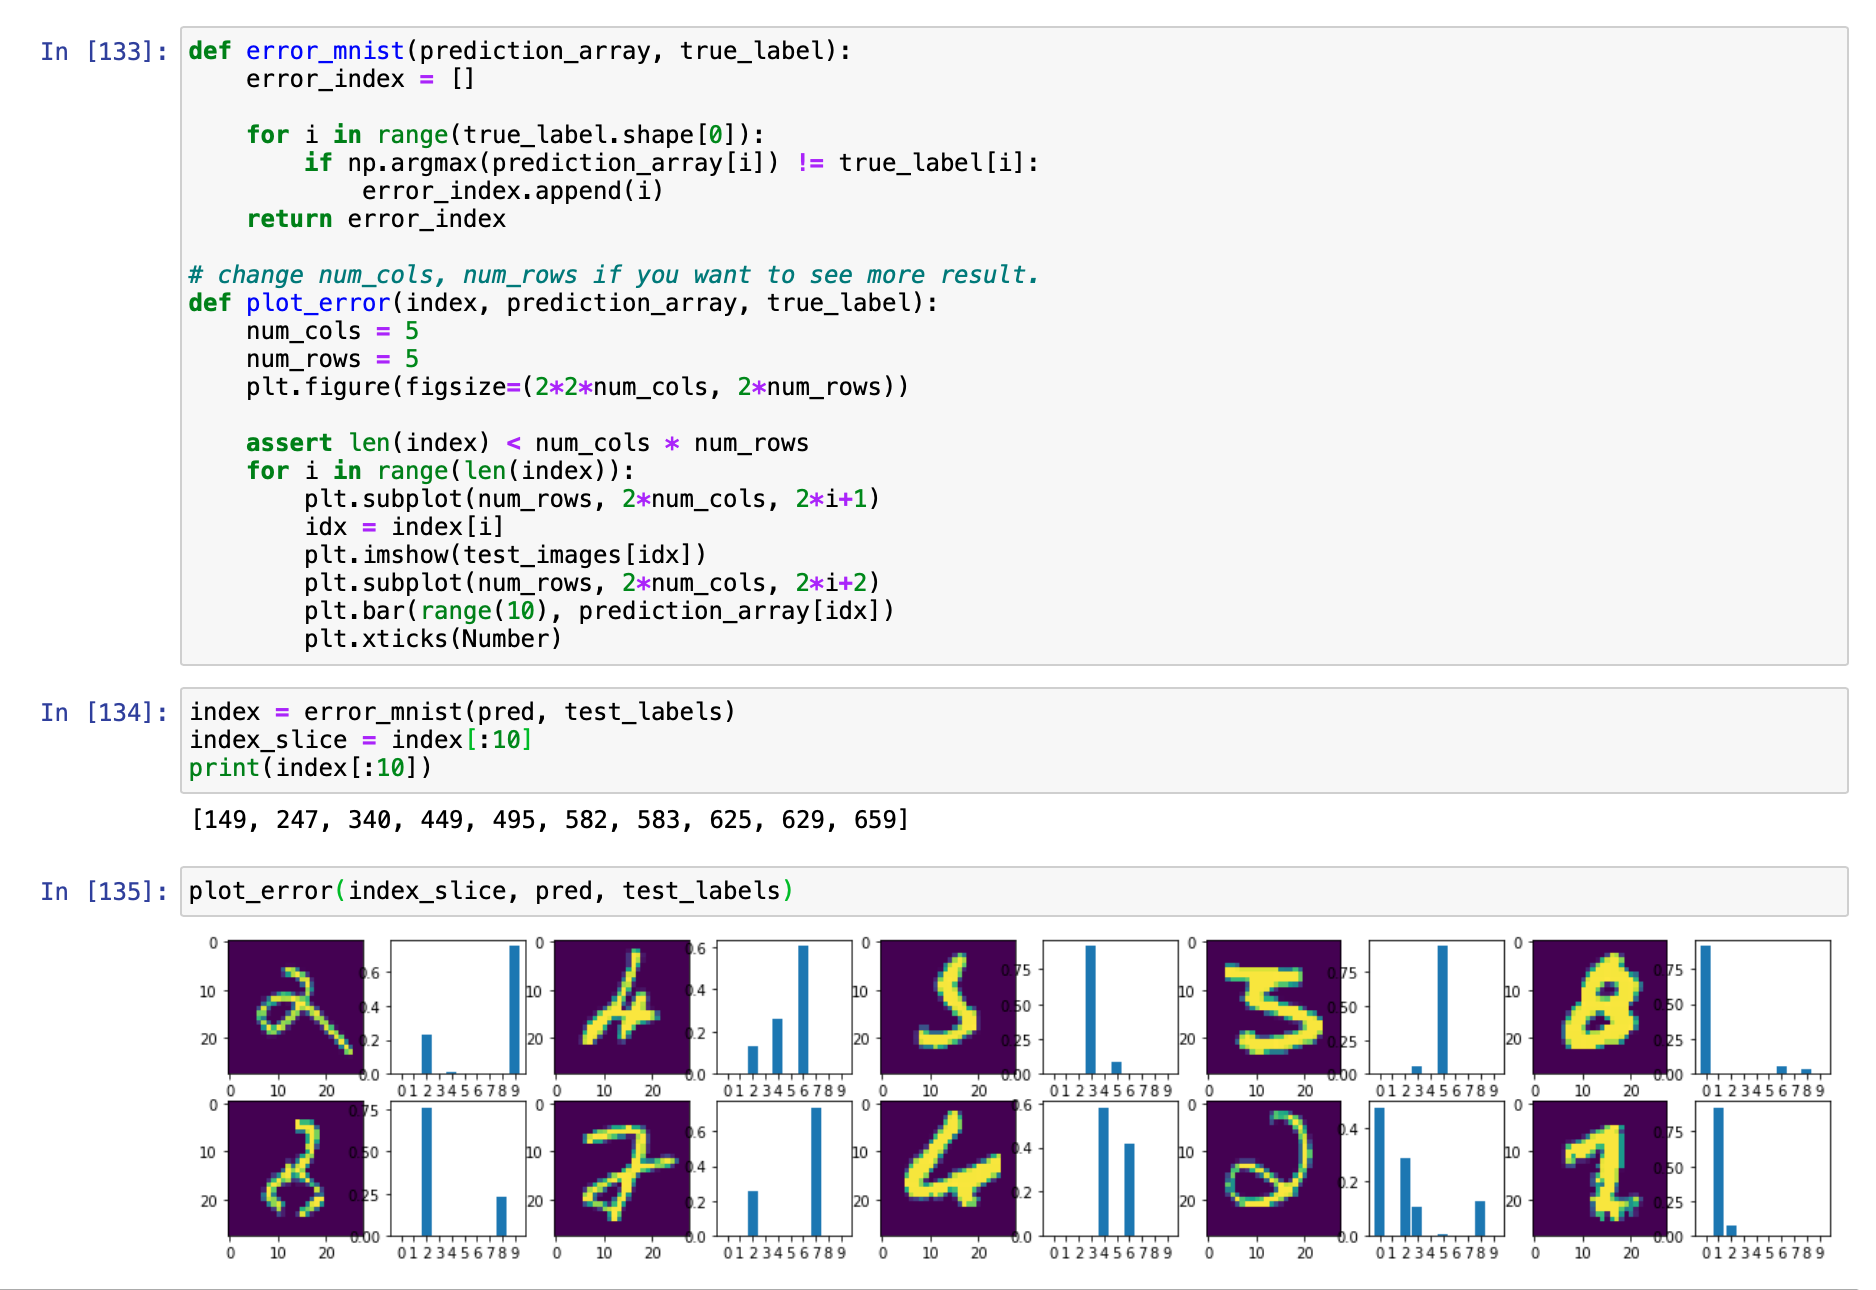 In [133]:
def error_mnist(prediction_array, true_label):
    error_index = []

    for i in range(true_label.shape[0]):
        if np.argmax(prediction_array[i]) != true_label[i]:
            error_index.append(i)
    return error_index

# change num_cols, num_rows if you want to see more result.
def plot_error(index, prediction_array, true_label):
    num_cols = 5
    num_rows = 5
    plt.figure(figsize=(2*2*num_cols, 2*num_rows))

    assert len(index) < num_cols * num_rows
    for i in range(len(index)):
        plt.subplot(num_rows, 2*num_cols, 2*i+1)
        idx = index[i]
        plt.imshow(test_images[idx])
        plt.subplot(num_rows, 2*num_cols, 2*i+2)
        plt.bar(range(10), prediction_array[idx])
        plt.xticks(Number)
In [134]:
index = error_mnist(pred, test_labels)
index_slice = index[:10]
print(index[:10])
[149, 247, 340, 449, 495, 582, 583, 625, 629, 659]
In [135]:
plot_error(index_slice, pred, test_labels)
0 0 0.6 0 0 0
0.6 0.75 0.75 0.75
10 0.4 10 0.4 10 0.50 10 0.50 10 0.50
20 0.2 20 0.2 20 0.25 20 0.25 20 0.25
0.0 0.0 0.00 0.00 0.00
0 10 20 0 1 2 3 4 5 6 7 8 9 0 10 20 0 1 2 3 4 5 6 7 8 9 0 10 20 0 1 2 3 4 5 6 7 8 9 0 10 20 0 1 2 3 4 5 6 7 8 9 0 10 20 0 1 2 3 4 5 6 7 8 9
0 0.75 0 0 0.6 0 0
0.6 0.4 0.75
10 0.50 10 0.4 10 0.4 10 0.2 10 0.50
20 0.25 20 0.2 20 0.2 20 20 0.25
0.00 0.0 0.0 0.0 0.00
0 10 20 0 1 2 3 4 5 6 7 8 9 0 10 20 0 1 2 3 4 5 6 7 8 9 0 10 20 0 1 2 3 4 5 6 7 8 9 0 10 20 0 1 2 3 4 5 6 7 8 9 0 10 20 0 1 2 3 4 5 6 7 8 9